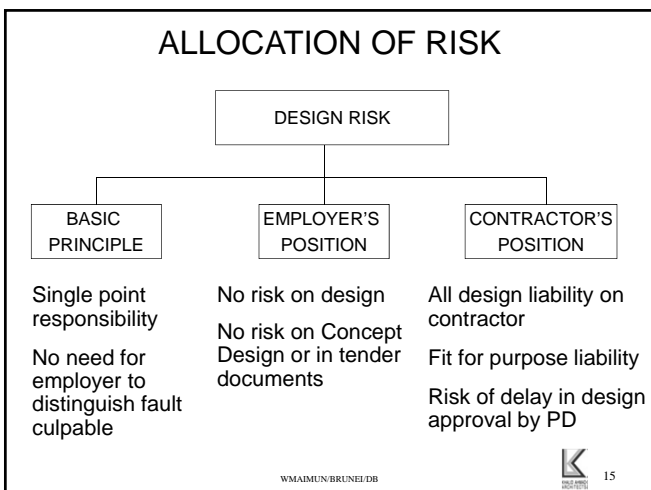 ALLOCATION OF RISK
DESIGN RISK
BASIC
PRINCIPLE
EMPLOYER'S
POSITION
CONTRACTOR'S
POSITION
Single point
responsibility
No need for
employer to
distinguish fault
culpable
No risk on design
No risk on Concept
Design or in tender
documents
All design liability on
contractor
Fit for purpose liability
Risk of delay in design
approval by PD
WMAIMUN/BRUNEI/DB
ARCHITECTS
15